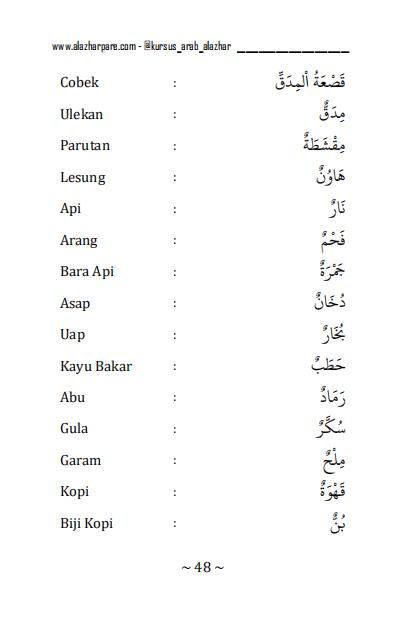 www.alazharpare.com - @kursus_arab_alazhar
Cobek : قَصْعَةُ اْلمِدَقِّ
Ulekan : مِدَقٌّ
Parutan : مِقْشَطَةٌ
Lesung : هَاوُنٌ
Api : نَارٌ
Arang : فَحْمٌ
Bara Api : جَمْرَةٌ
Asap : دُخَانٌ
Uap : بُخَارٌ
Kayu Bakar : حَطَبٌ
Abu : رَمَادٌ
Gula : سُكَّرٌ
Garam : مِلْحٌ
Kopi : قَهْوَةٌ
Biji Kopi : بُنٌّ
~ 48 ~